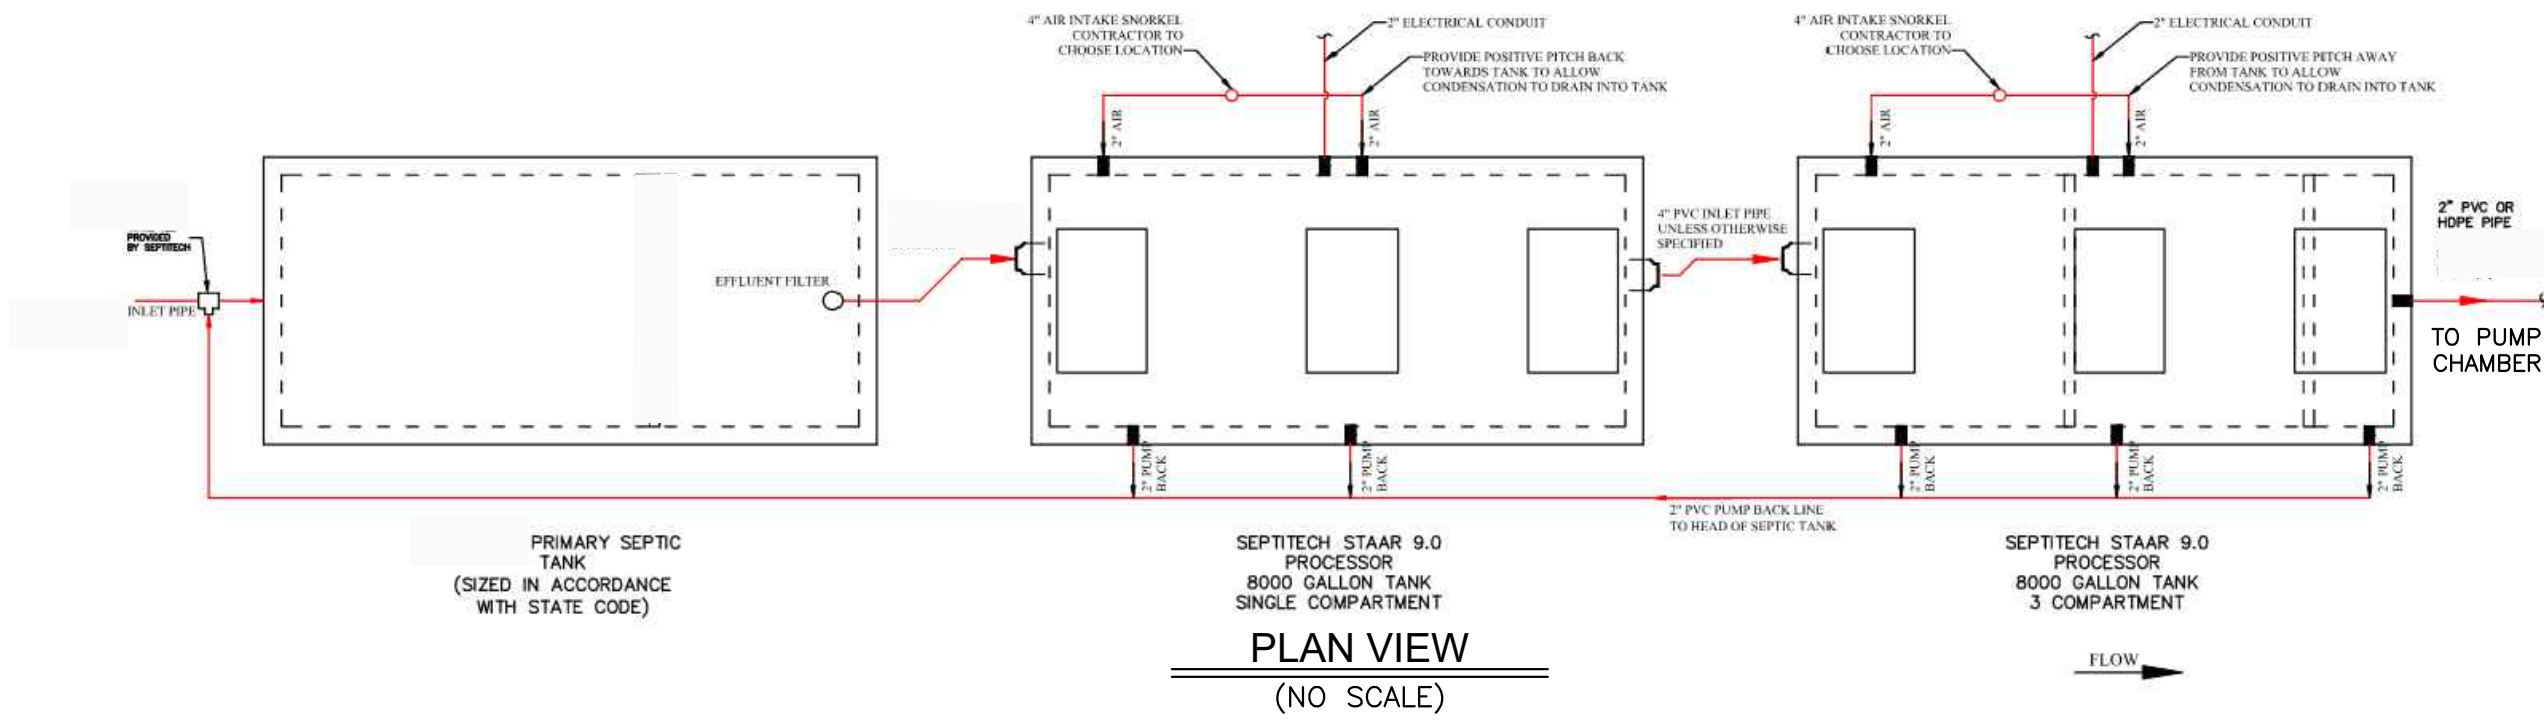 4" AIR INTAKE SNORKEL
CONTRACTOR TO
CHOOSE LOCATION
2" ELECTRICAL CONDUIT
PROVIDE POSITIVE PITCH BACK
TOWARDS TANK TO ALLOW
CONDENSATION TO DRAIN INTO TANK
4" AIR INTAKE SNORKEL
CONTRACTOR TO
CHOOSE LOCATION
2" ELECTRICAL CONDUIT
PROVIDE POSITIVE PITCH AWAY
FROM TANK TO ALLOW
CONDENSATION TO DRAIN INTO TANK
2" AIR
2" AIR
2" AIR
2" AIR
PROVIDED
BY SEPTITECH
INLET PIPE
EFFLUENT FILTER
4" PVC INLET PIPE
UNLESS OTHERWISE
SPECIFIED
2" PVC OR
HDPE PIPE
TO PUMP
CHAMBER
2" PUMP
BACK
2" PUMP
BACK
2" PUMP
BACK
2" PUMP
BACK
2" PUMP
BACK
2" PVC PUMP BACK LINE
TO HEAD OF SEPTIC TANK
PRIMARY SEPTIC
TANK
(SIZED IN ACCORDANCE
WITH STATE CODE)
SEPTITECH STAAR 9.0
PROCESSOR
8000 GALLON TANK
SINGLE COMPARTMENT
SEPTITECH STAAR 9.0
PROCESSOR
8000 GALLON TANK
3 COMPARTMENT
PLAN VIEW
(NO SCALE)
FLOW